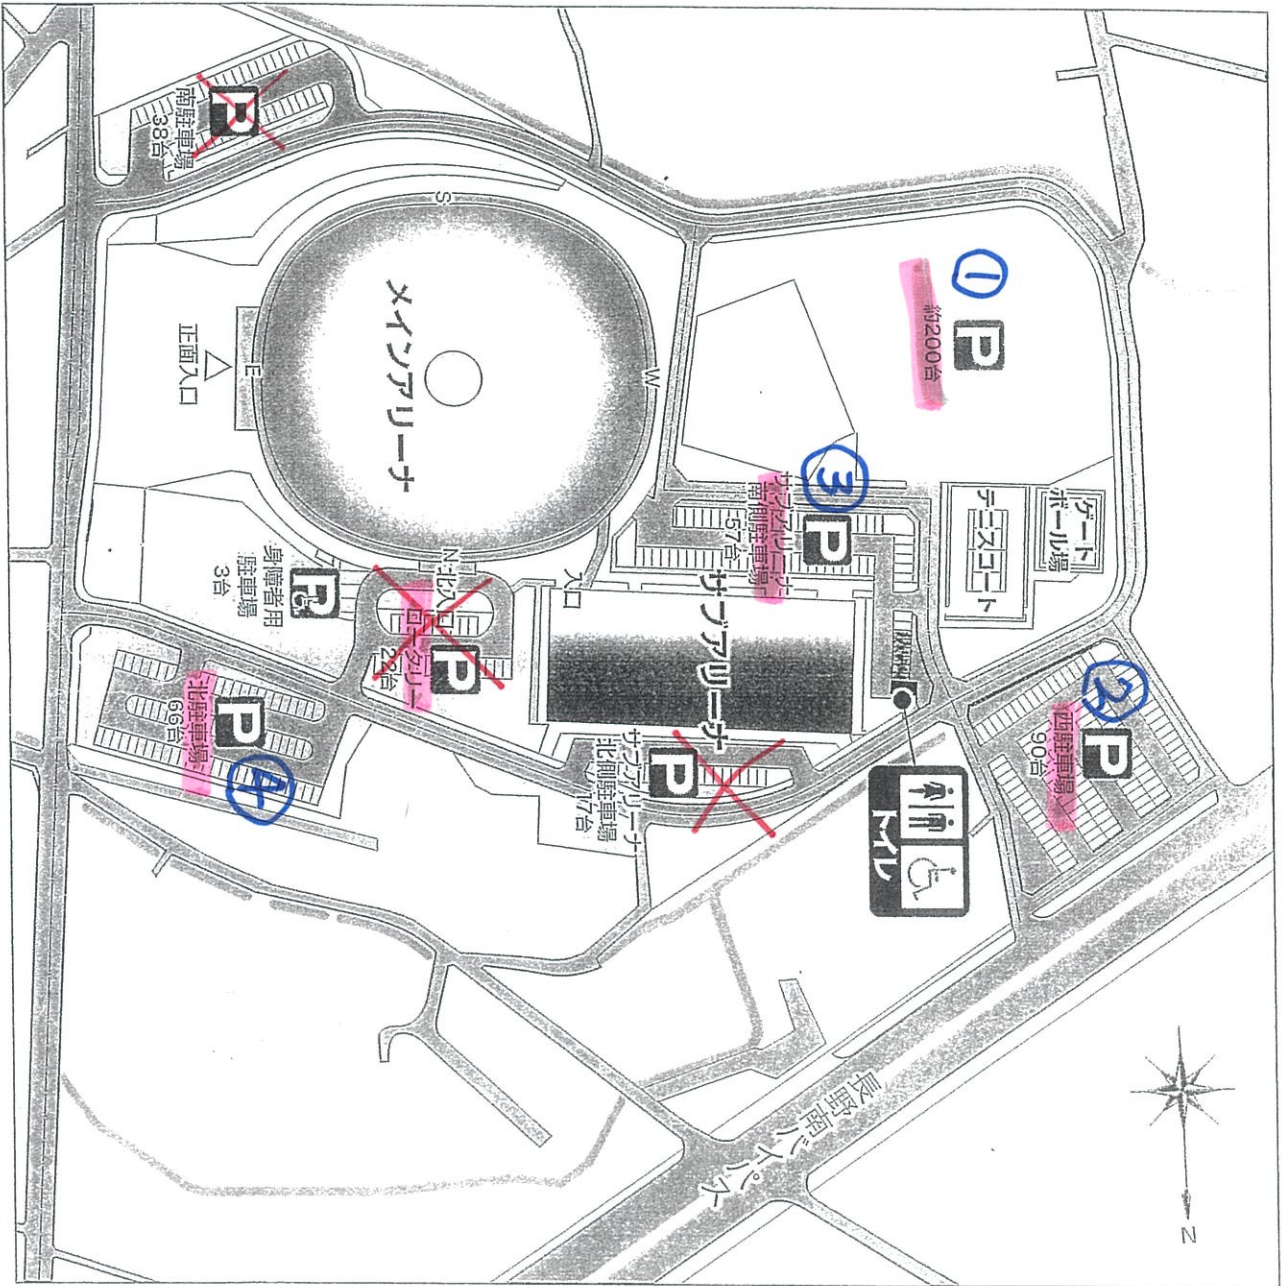 P
南駐車場
38台
S
メインアリーナ
W
E
正面入口
N
北入口
①
P
約200台
③
P
サブアリーナ
南側駐車場
57台
ゲート
ボール場
テニスコート
②
P
西駐車場
90台
入口
サブアリーナ
P
身障者用
駐車場
3台
P
ロータリー
P
北駐車場
66台
④
P
サブアリーナ
北側駐車場
17台
トイレ
長野南バイパス
N